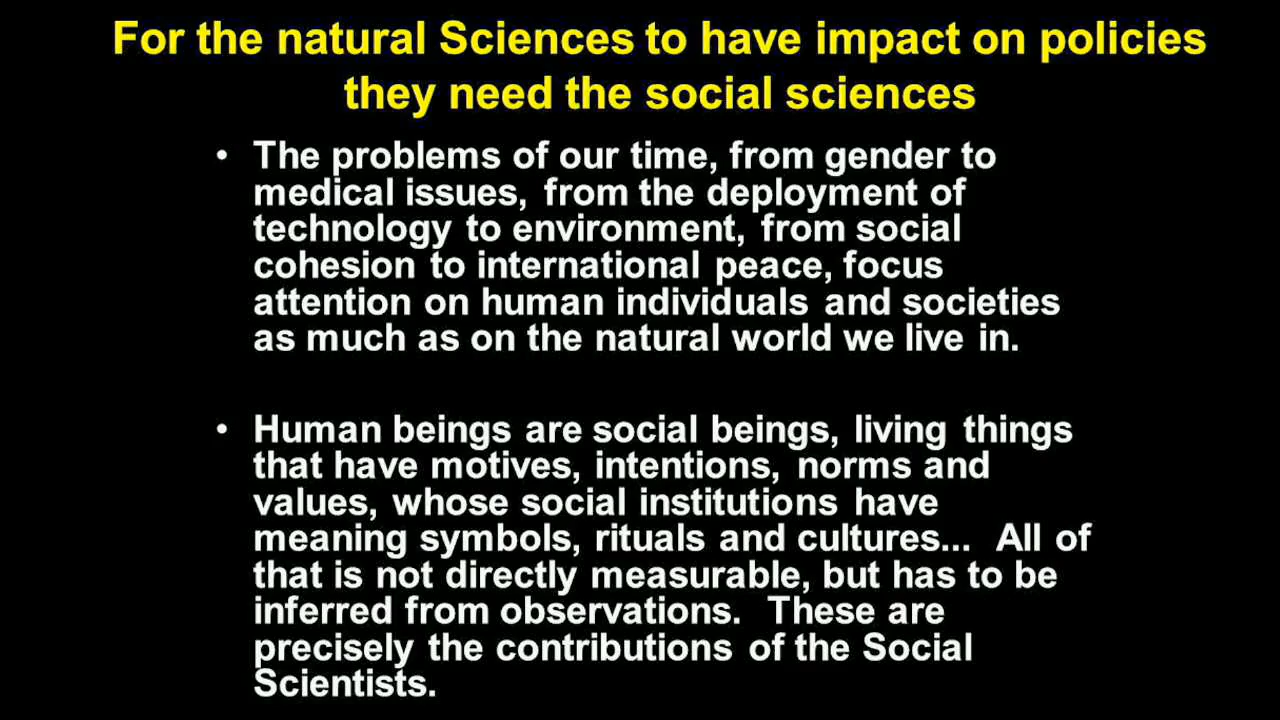 For the natural Sciences to have impact on policies
they need the social sciences
• The problems of our time, from gender to
medical issues, from the deployment of
technology to environment, from social
cohesion to international peace, focus
attention on human individuals and societies
as much as on the natural world we live in.
• Human beings are social beings, living things
that have motives, intentions, norms and
values, whose social institutions have
meaning symbols, rituals and cultures... All of
that is not directly measurable, but has to be
inferred from observations. These are
precisely the contributions of the Social
Scientists.